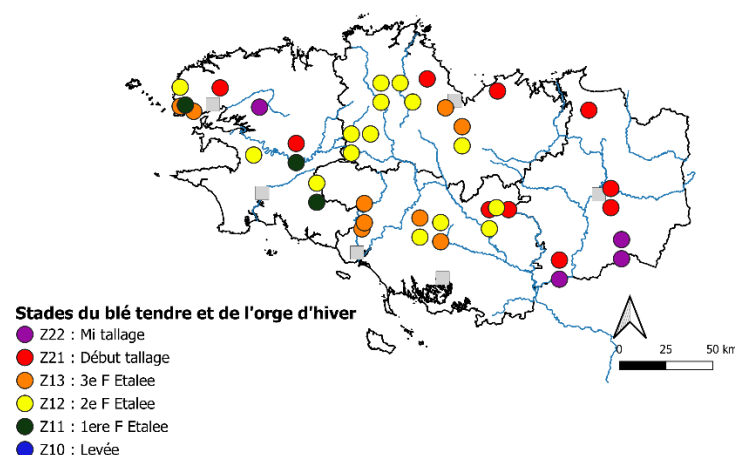 Stades du blé tendre et de l'orge d'hiver
Z22 : Mi tallage
Z21 : Début tallage
Z13 : 3e F Etalee
Z12 : 2e F Etalee
Z11 : 1ere F Etalee
Z10 : Levée
0 25 50 km